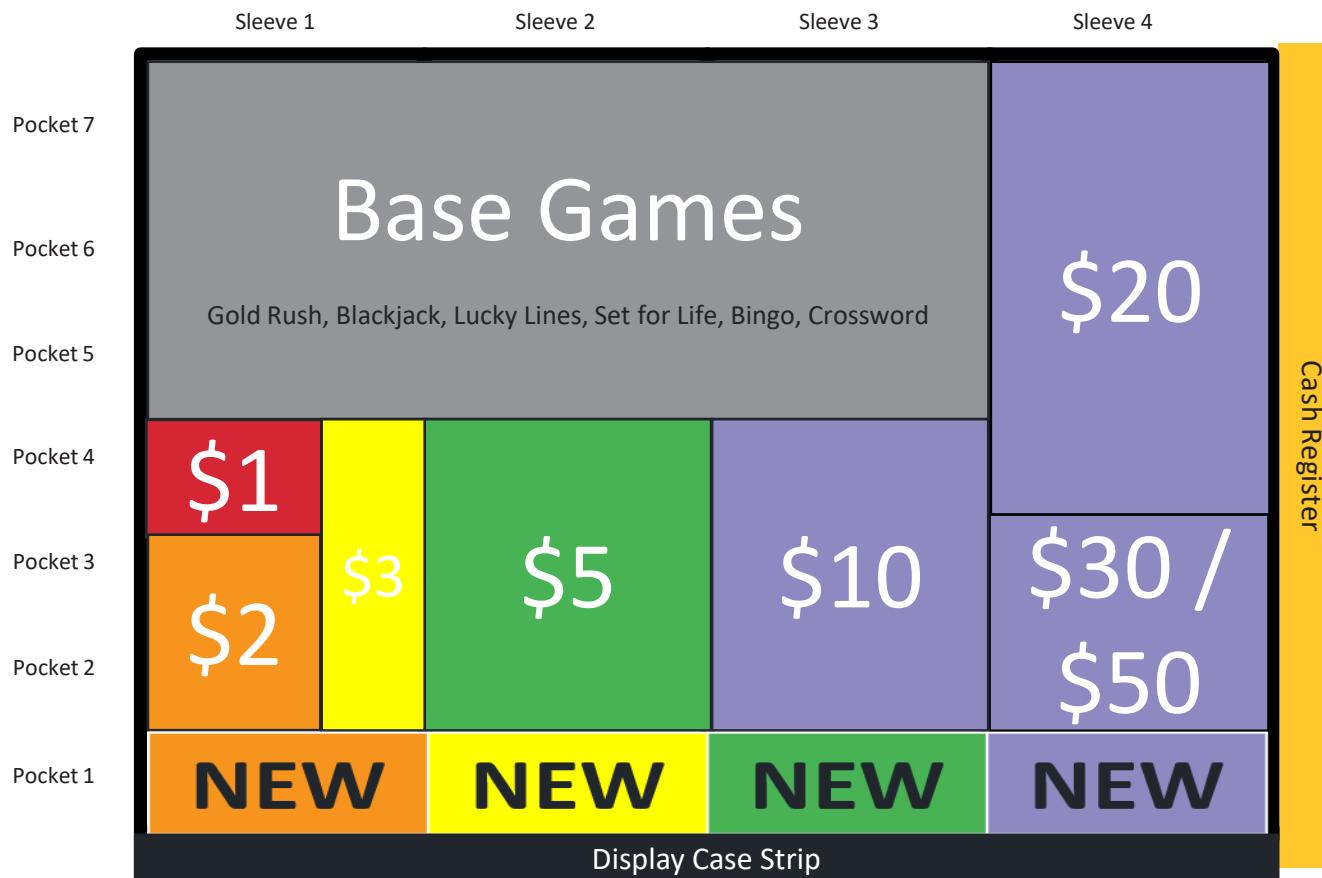 Sleeve 1
Sleeve 2
Sleeve 3
Sleeve 4
Pocket 7
Base Games
Pocket 6
$20
Gold Rush, Blackjack, Lucky Lines, Set for Life, Bingo, Crossword
Pocket 5
Cash Register
Pocket 4
$1
Pocket 3
$3
$5
$10
$30 /
$50
$2
Pocket 2
Pocket 1
NEW
NEW
NEW
NEW
Display Case Strip